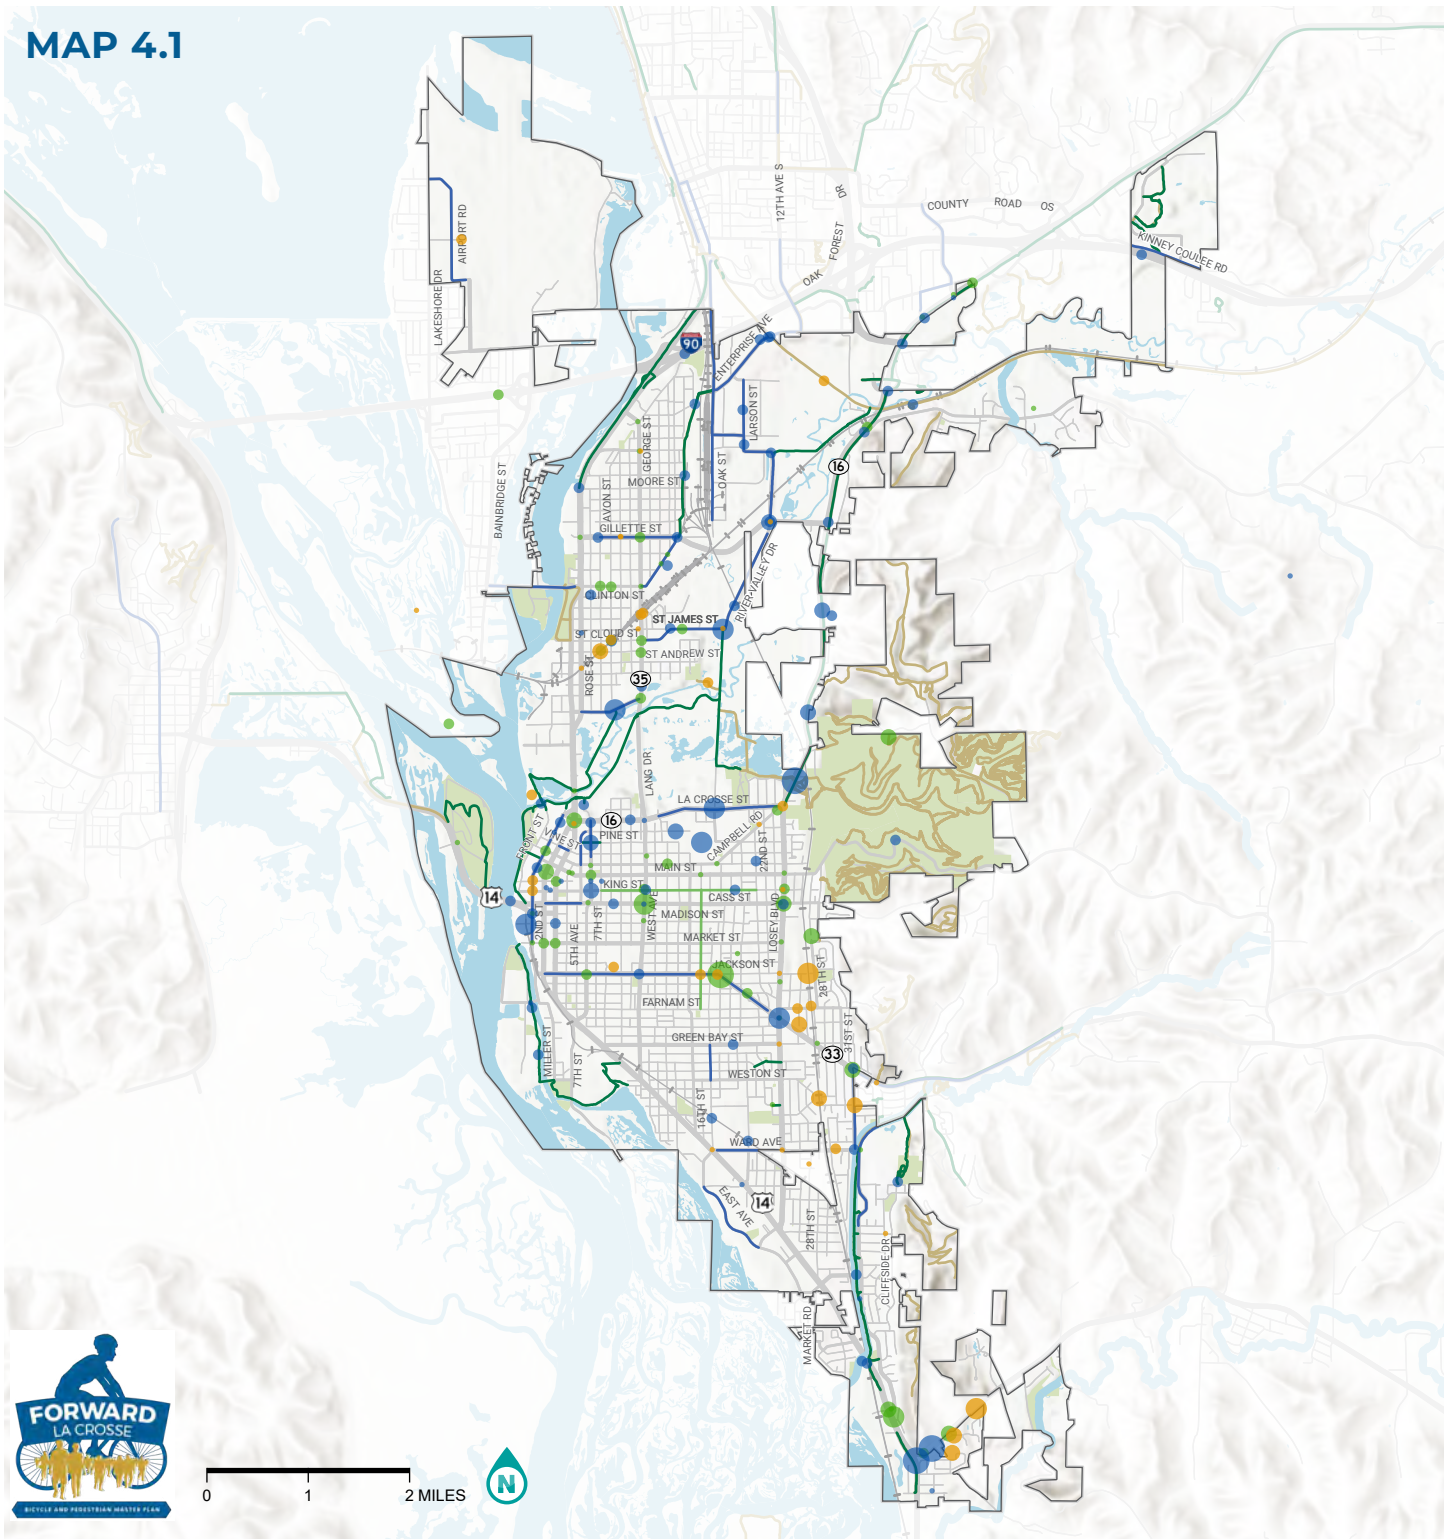 MAP 4.1
12TH AVE S
COUNTY ROAD OS
OAK FOREST DR
KINNEY COULEE RD
AIRPORT RD
LAKESHORE DR
90
ENTERPRISE AVE
LARSON ST
GEORGE ST
OAK ST
MOORE ST
AVON ST
BAINBRIDGE ST
16
GILLETTE ST
RIVER VALLEY DR
CLINTON ST
ST JAMES ST
ST CLOUD ST
ST ANDREW ST
ROSE ST
35
LANG DR
LA CROSSE ST
16
PINE ST
VINE ST
FRONT ST
CAMPBELL RD
22ND ST
MAIN ST
KING ST
CASS ST
14
MADISON ST
WEST AVE
2ND ST
7TH ST
5TH AVE
LOSEY BLVD
MARKET ST
JACKSON ST
28TH ST
FARNAM ST
31ST ST
GREEN BAY ST
33
MILLER ST
7TH ST
WESTON ST
16TH ST
WARD AVE
EAST AVE
14
28TH ST
CLIFFSIDE DR
MARKET RD
FORWARD
LA CROSSE
BICYCLE AND PEDESTRIAN MASTER PLAN
0 1 2 MILES
N